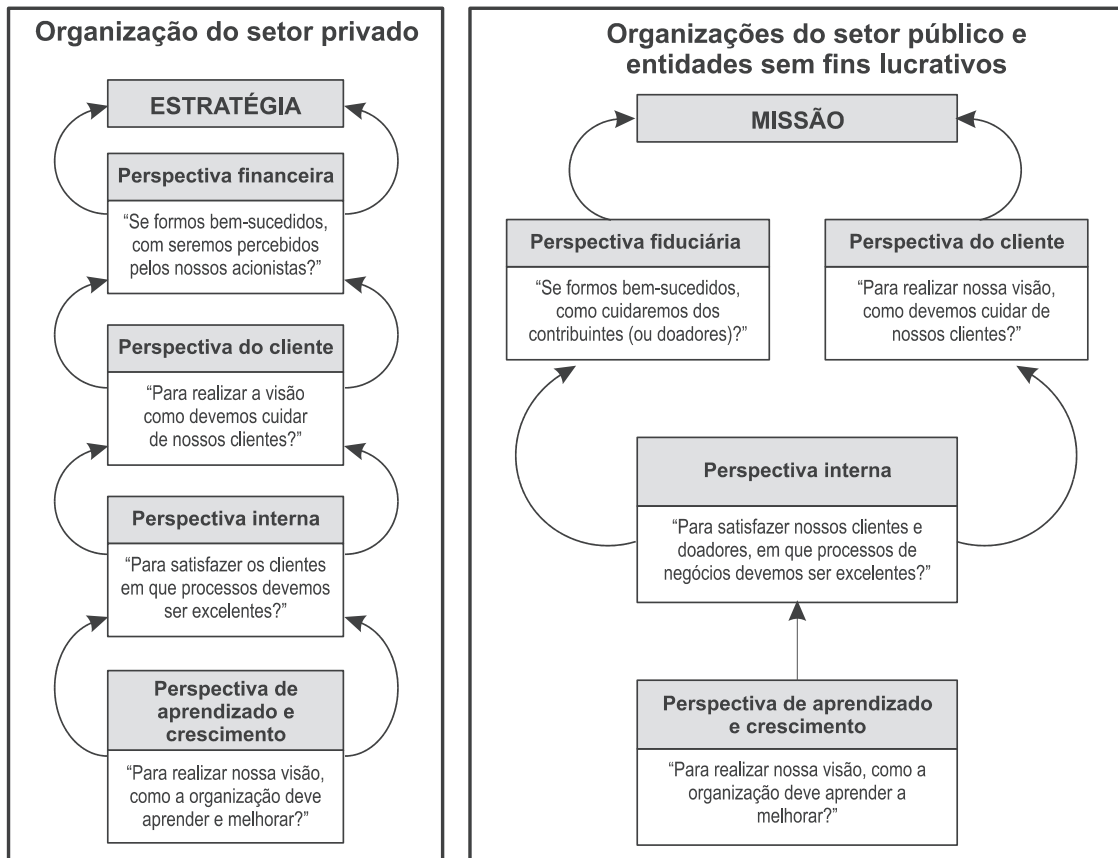 Organização do setor privado
ESTRATÉGIA
Perspectiva financeira
“Se formos bem-sucedidos,
com seremos percebidos
pelos nossos acionistas?”
Perspectiva do cliente
“Para realizar a visão
como devemos cuidar
de nossos clientes?”
Perspectiva interna
“Para satisfazer os clientes
em que processos devemos
ser excelentes?”
Perspectiva de
aprendizado e
crescimento
“Para realizar nossa visão,
como a organização deve
aprender e melhorar?”
Organizações do setor público e
entidades sem fins lucrativos
MISSÃO
Perspectiva fiduciária
“Se formos bem-sucedidos,
como cuidaremos dos
contribuintes (ou doadores)?”
Perspectiva do cliente
“Para realizar nossa visão,
como devemos cuidar de
nossos clientes?”
Perspectiva interna
“Para satisfazer nossos clientes e
doadores, em que processos de
negócios devemos ser excelentes?”
Perspectiva de aprendizado
e crescimento
“Para realizar nossa visão, como a
organização deve aprender a
melhorar?”